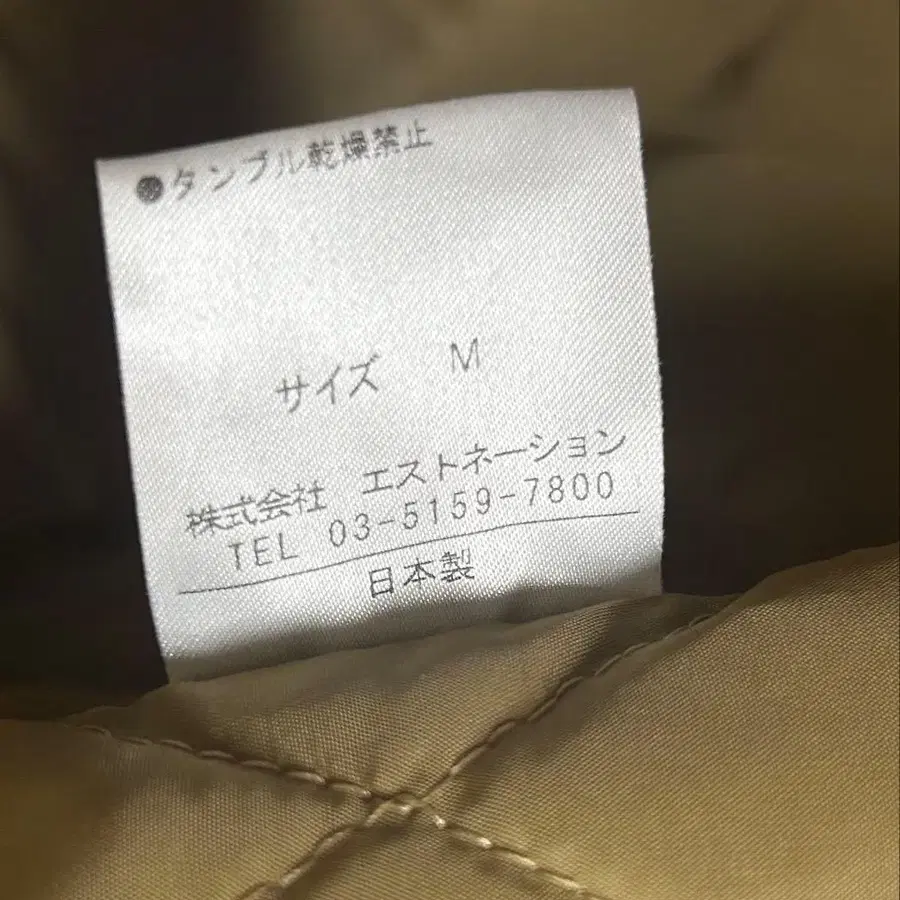 ●タンブル乾燥禁止
サイズ M
株式会社 エストネーション
TEL 03-5159-7800
日本製